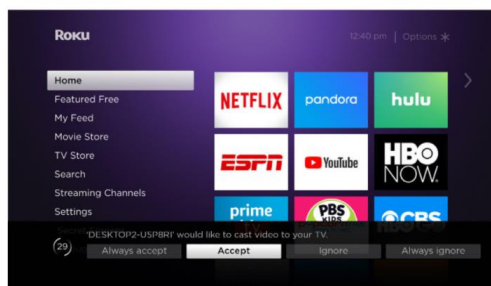 Roku
12:40 pm | Options
Home
Featured Free
My Feed
Movie Store
TV Store
Search
Streaming Channels
Settings
NETFLIX
pandora
hulu
ESPN
YouTube
HBO
NOW
prime
PBS
KIDS
CBS
29
'DESKTOP2-U5P8RI' would like to cast video to your TV.
Always accept
Accept
Ignore
Always ignore